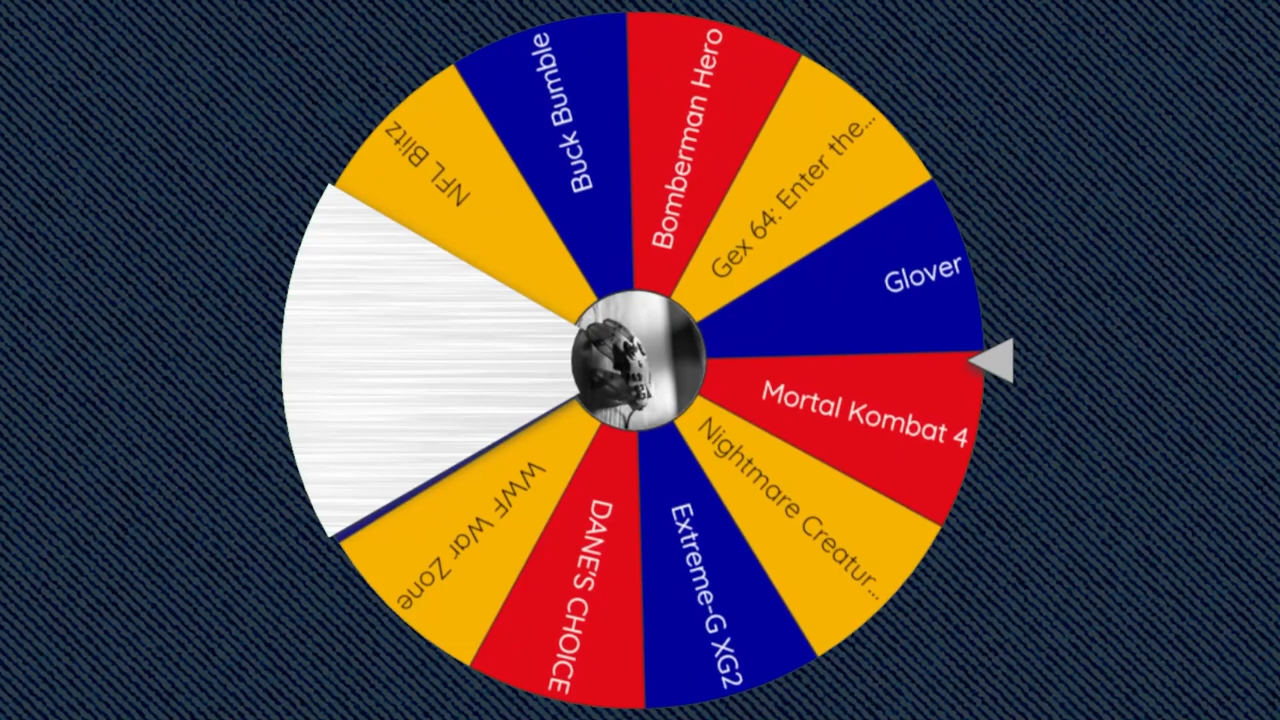 Buck Bumble
Bomberman Hero
Gex 64: Enter the...
Glover
Mortal Kombat 4
Nightmare Creatur...
Extreme-G XG2
DANE'S CHOICE
WWF War Zone
NFL Blitz